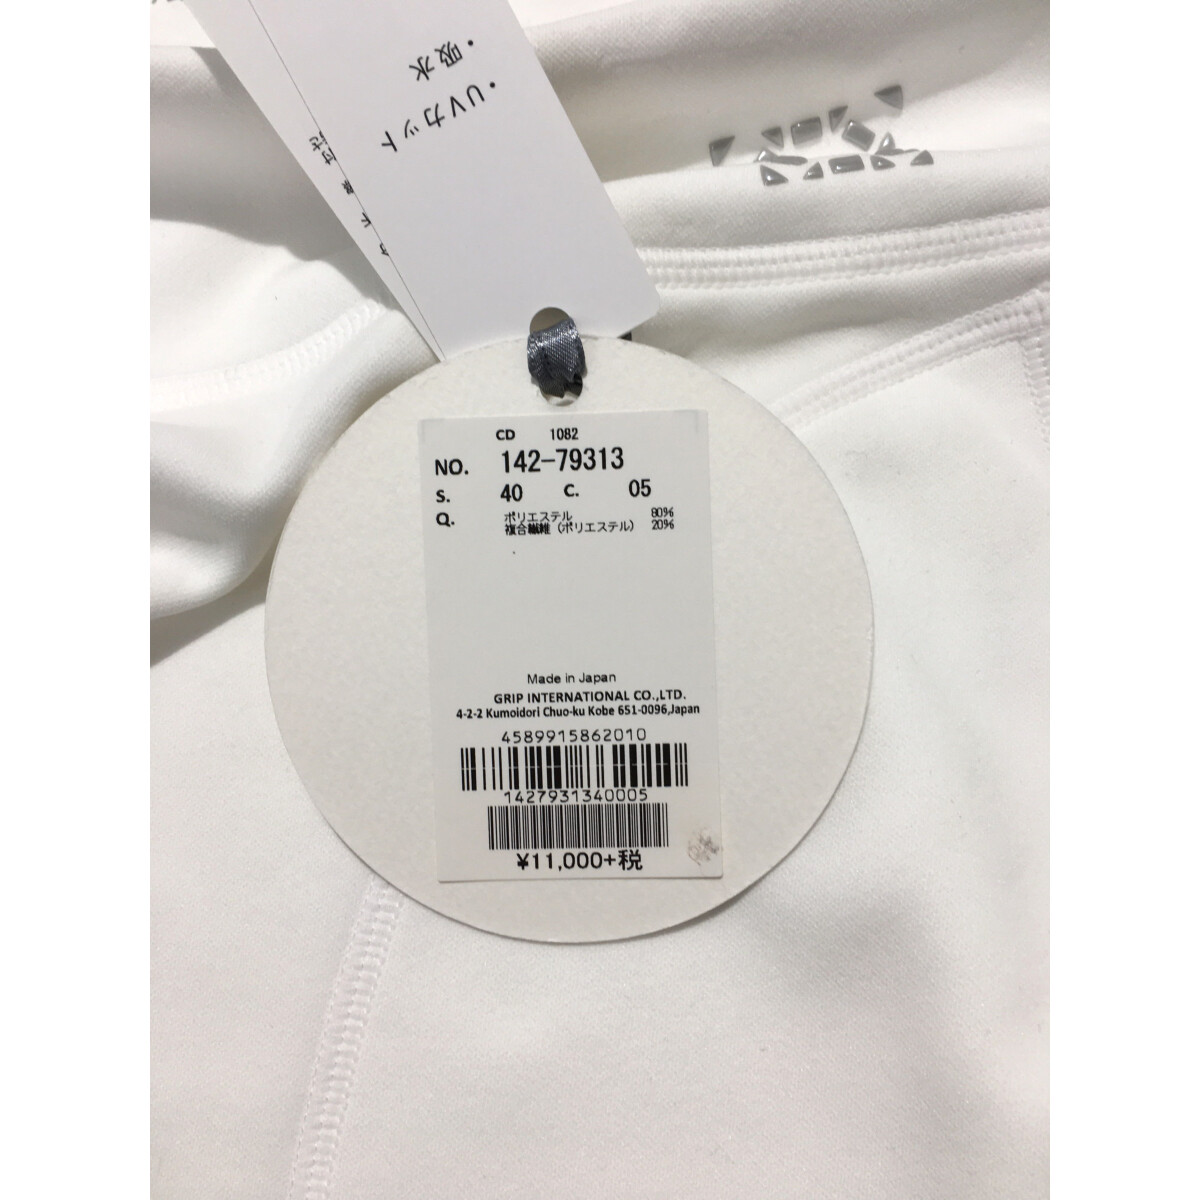 ・吸水
・UVカット
CD 1082
NO. 142-79313
S. 40 C. 05
Q. ポリエステル 80%
複合繊維（ポリエステル） 20%
Made in Japan
GRIP INTERNATIONAL CO.,LTD.
4-2-2 Kumoidori Chuo-ku Kobe 651-0096,Japan
4589915862010
1427931340005
¥11,000+税